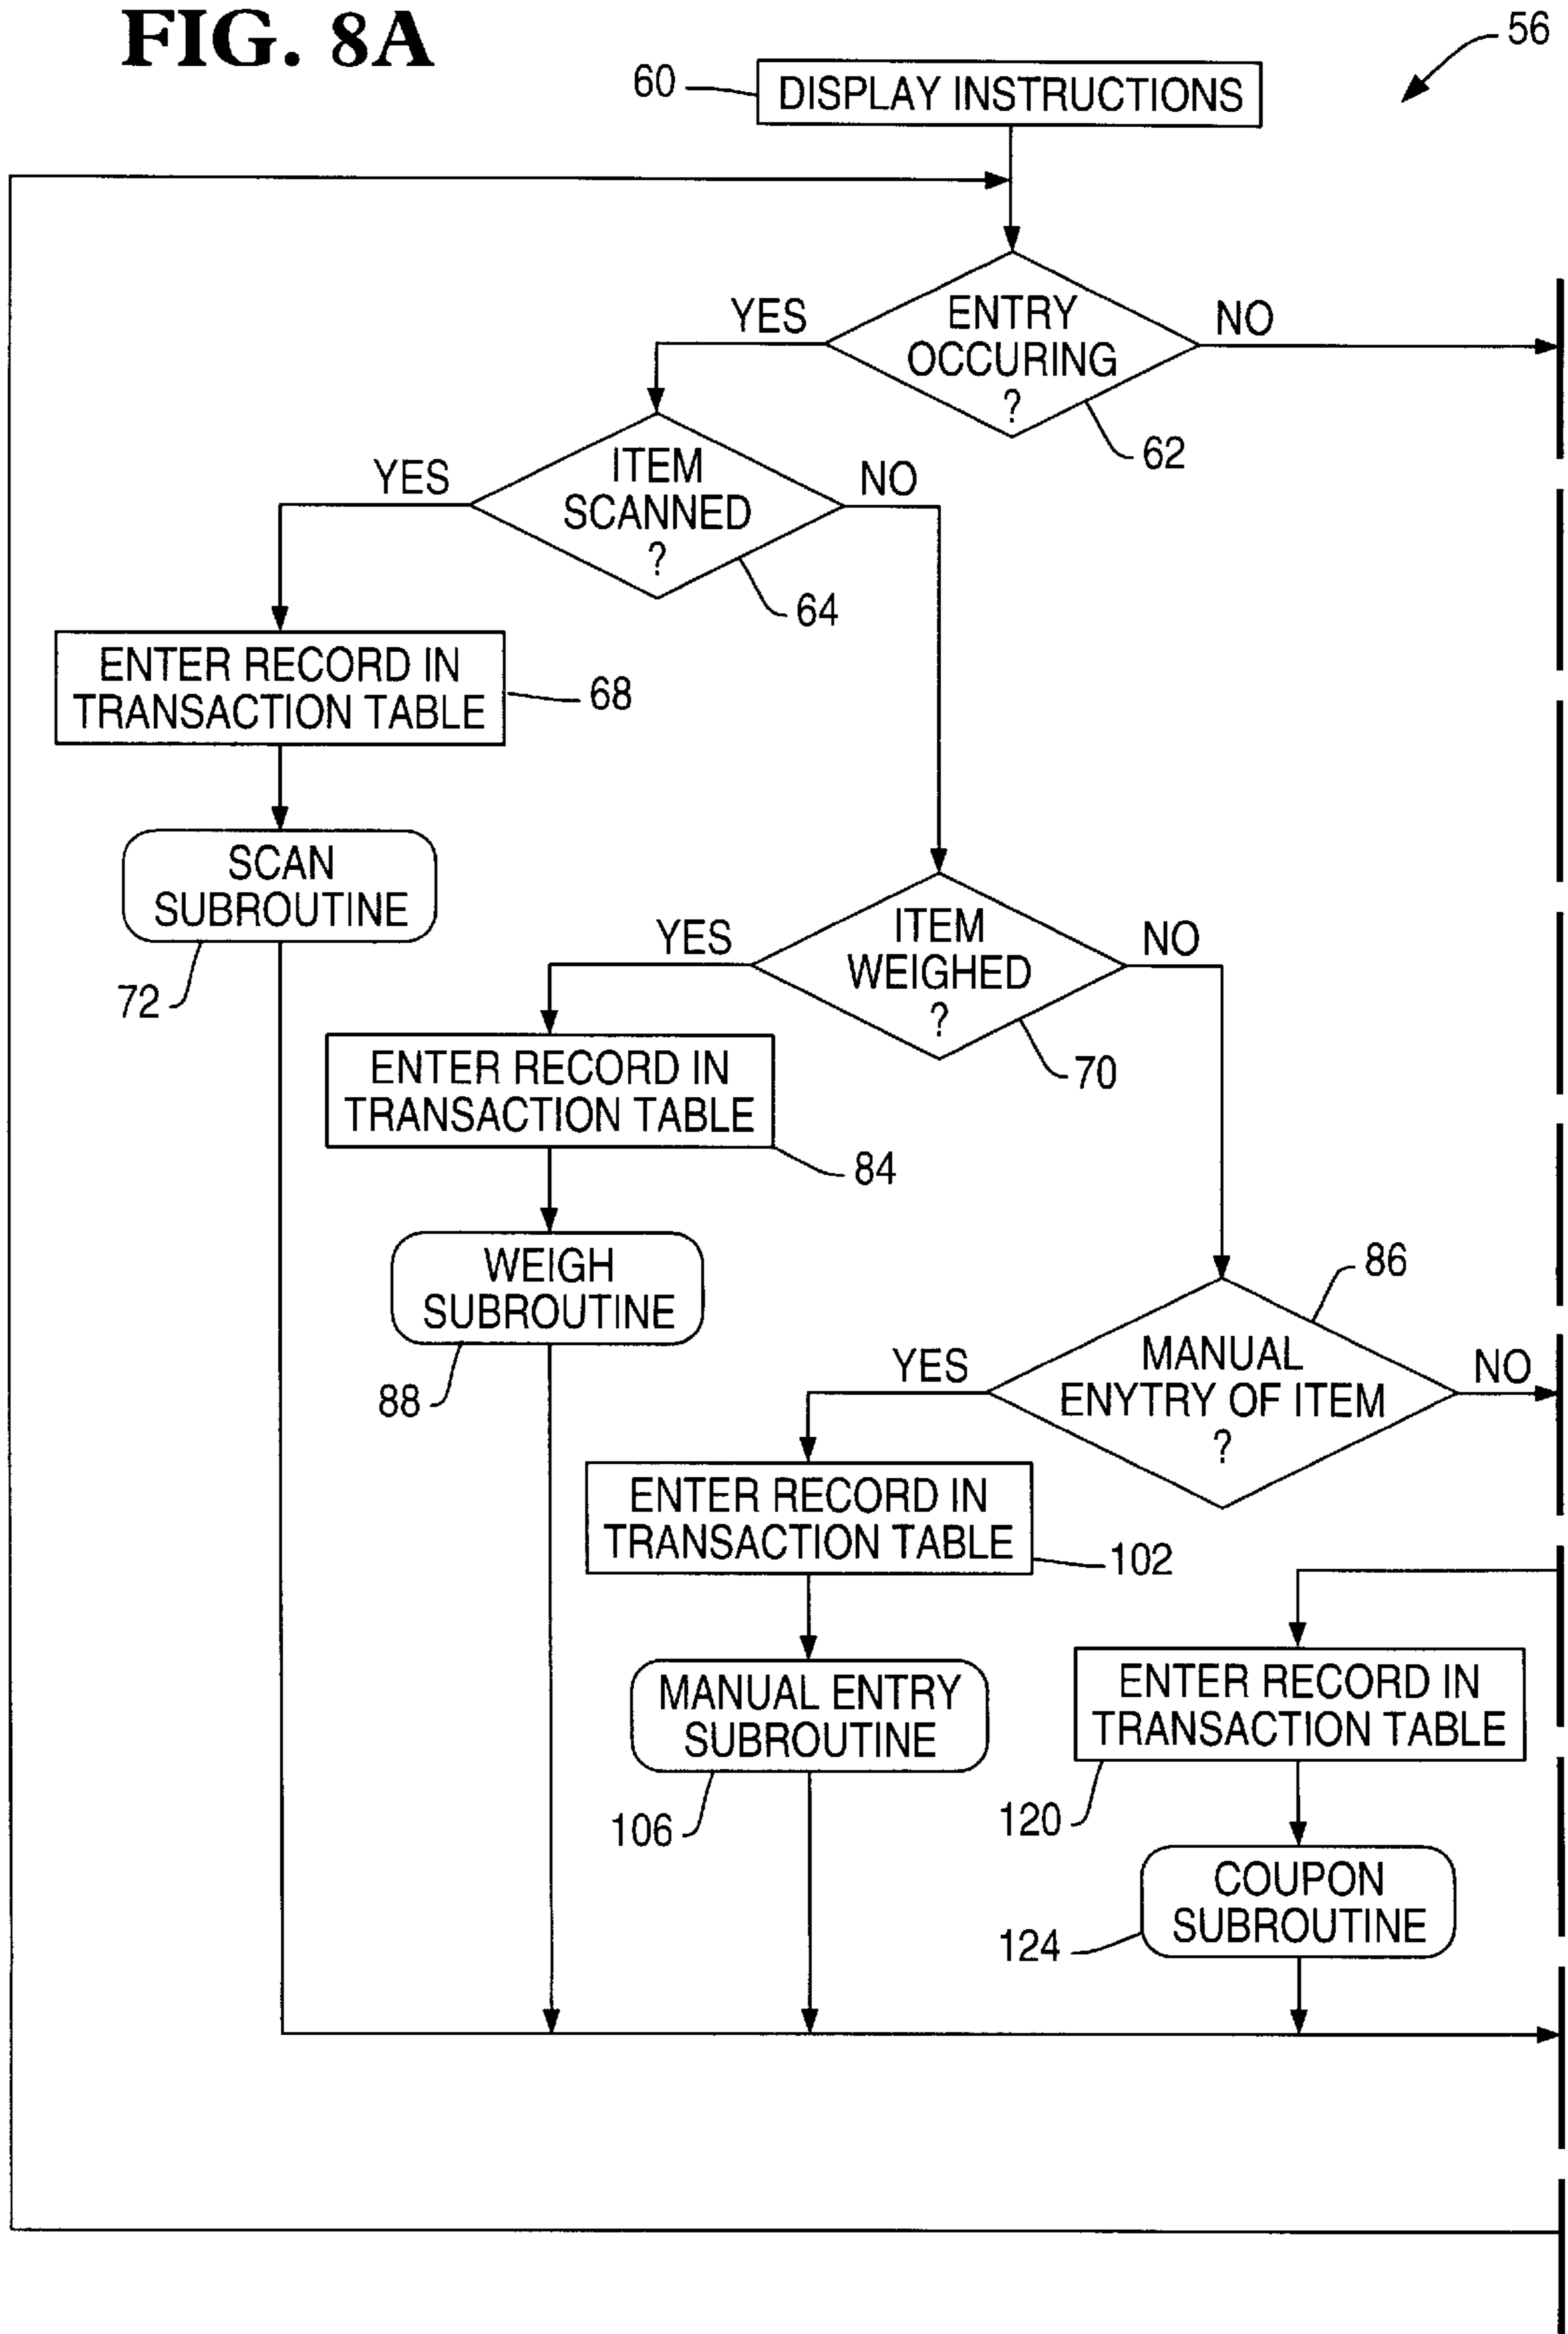 FIG. 8A
56
60
DISPLAY INSTRUCTIONS
YES
ENTRY
OCCURING
?
NO
62
YES
ITEM
SCANNED
?
NO
64
ENTER RECORD IN
TRANSACTION TABLE
68
SCAN
SUBROUTINE
72
YES
ITEM
WEIGHED
?
NO
70
ENTER RECORD IN
TRANSACTION TABLE
84
WEIGH
SUBROUTINE
88
86
YES
MANUAL
ENYTRY OF ITEM
?
NO
ENTER RECORD IN
TRANSACTION TABLE
102
MANUAL ENTRY
SUBROUTINE
106
ENTER RECORD IN
TRANSACTION TABLE
120
COUPON
SUBROUTINE
124